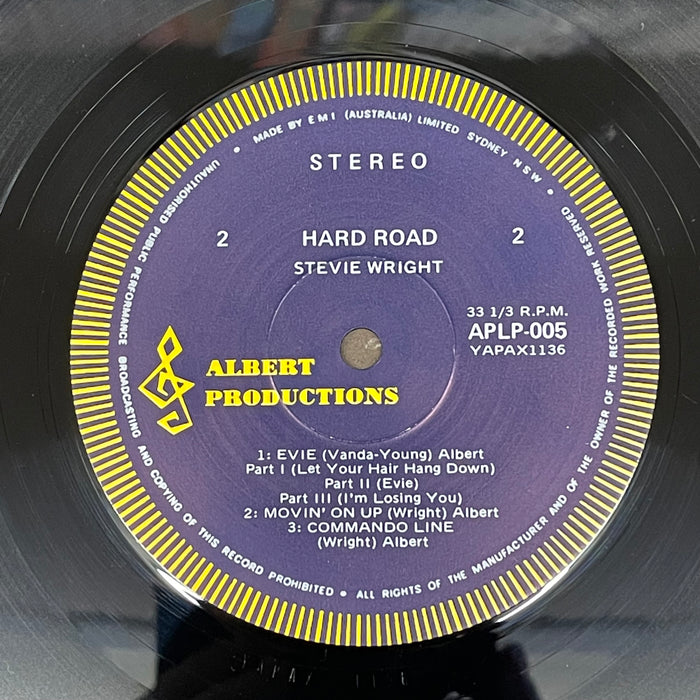 MADE BY E M I (AUSTRALIA) LIMITED SYDNEY N S W • UNAUTHORISED PUBLIC PERFORMANCE BROADCASTING AND COPYING OF THIS RECORD PROHIBITED • ALL RIGHTS OF THE MANUFACTURER AND OF THE OWNER OF THE RECORDED WORK RESERVED
STEREO
2 HARD ROAD 2
STEVIE WRIGHT
33 1/3 R.P.M.
APLP-005
YAPAX1136
ALBERT
PRODUCTIONS
1: EVIE (Vanda-Young) Albert
Part I (Let Your Hair Hang Down)
Part II (Evie)
Part III (I'm Losing You)
2: MOVIN' ON UP (Wright) Albert
3: COMMANDO LINE
(Wright) Albert